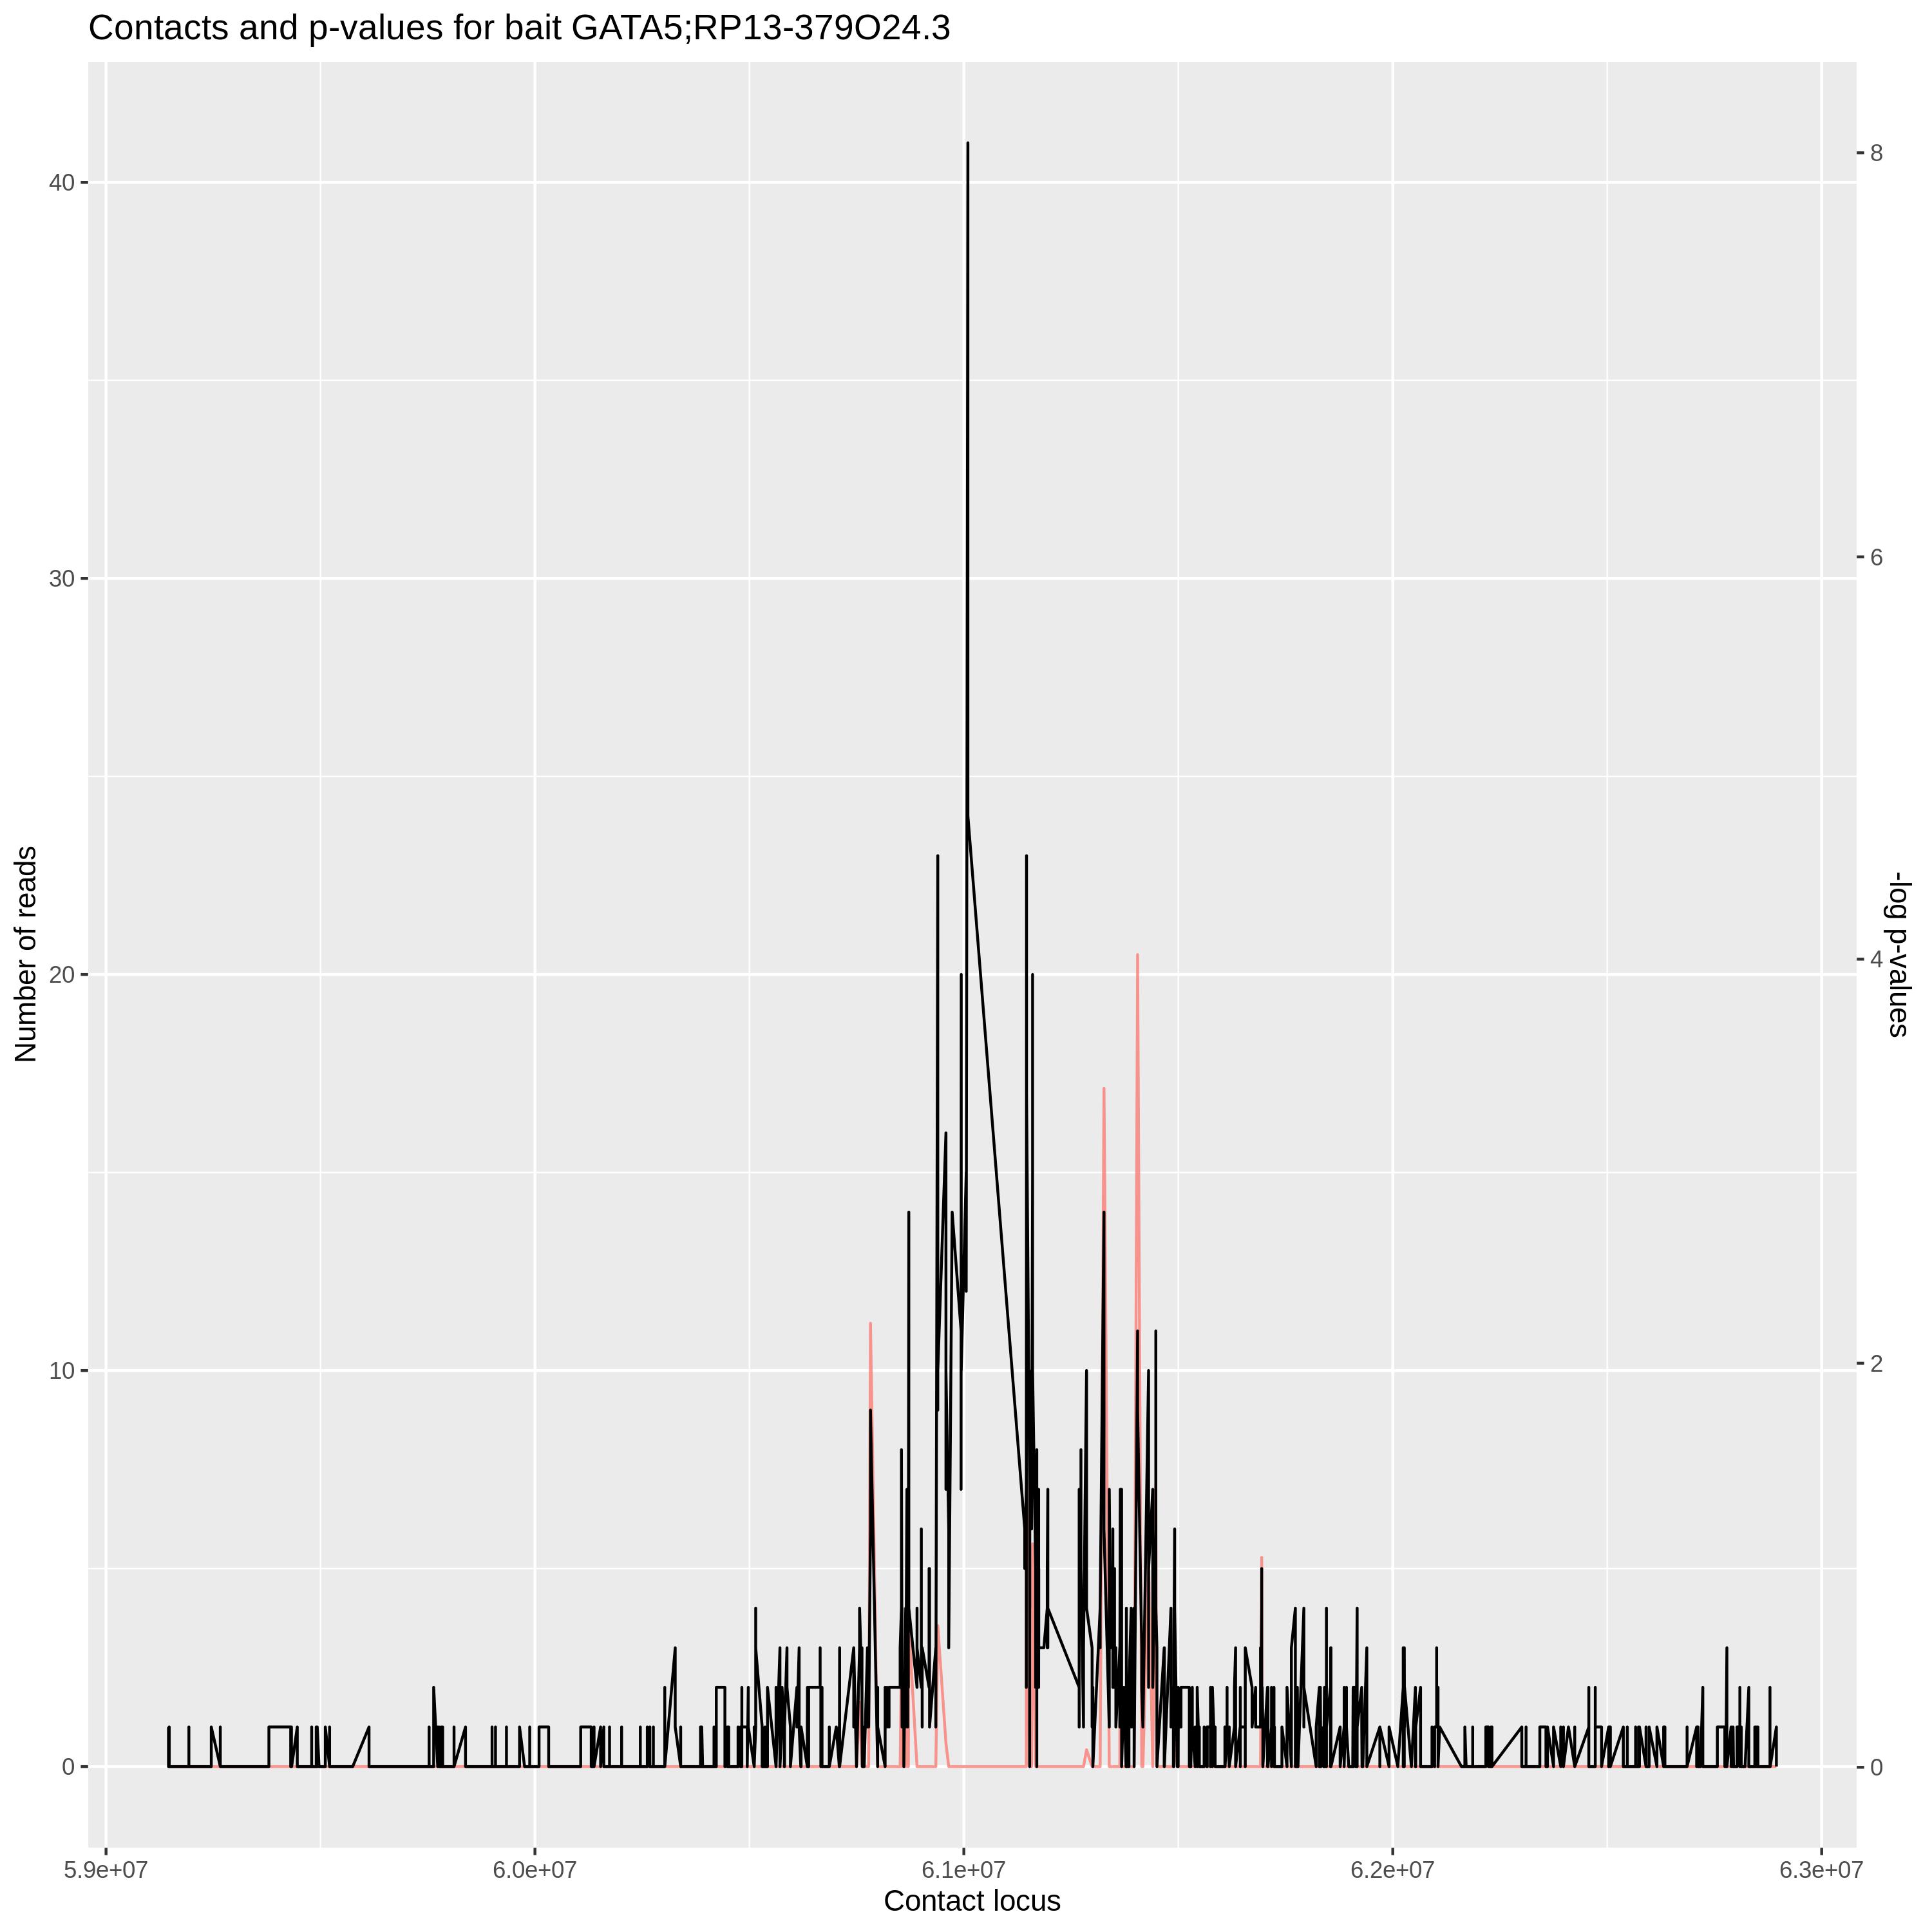 Contacts and p-values for bait GATA5;RP13-379O24.3
40
30
20
10
0
Number of reads
8
6
4
2
0
-log p-values
5.9e+07 6.0e+07 6.1e+07 6.2e+07 6.3e+07
Contact locus